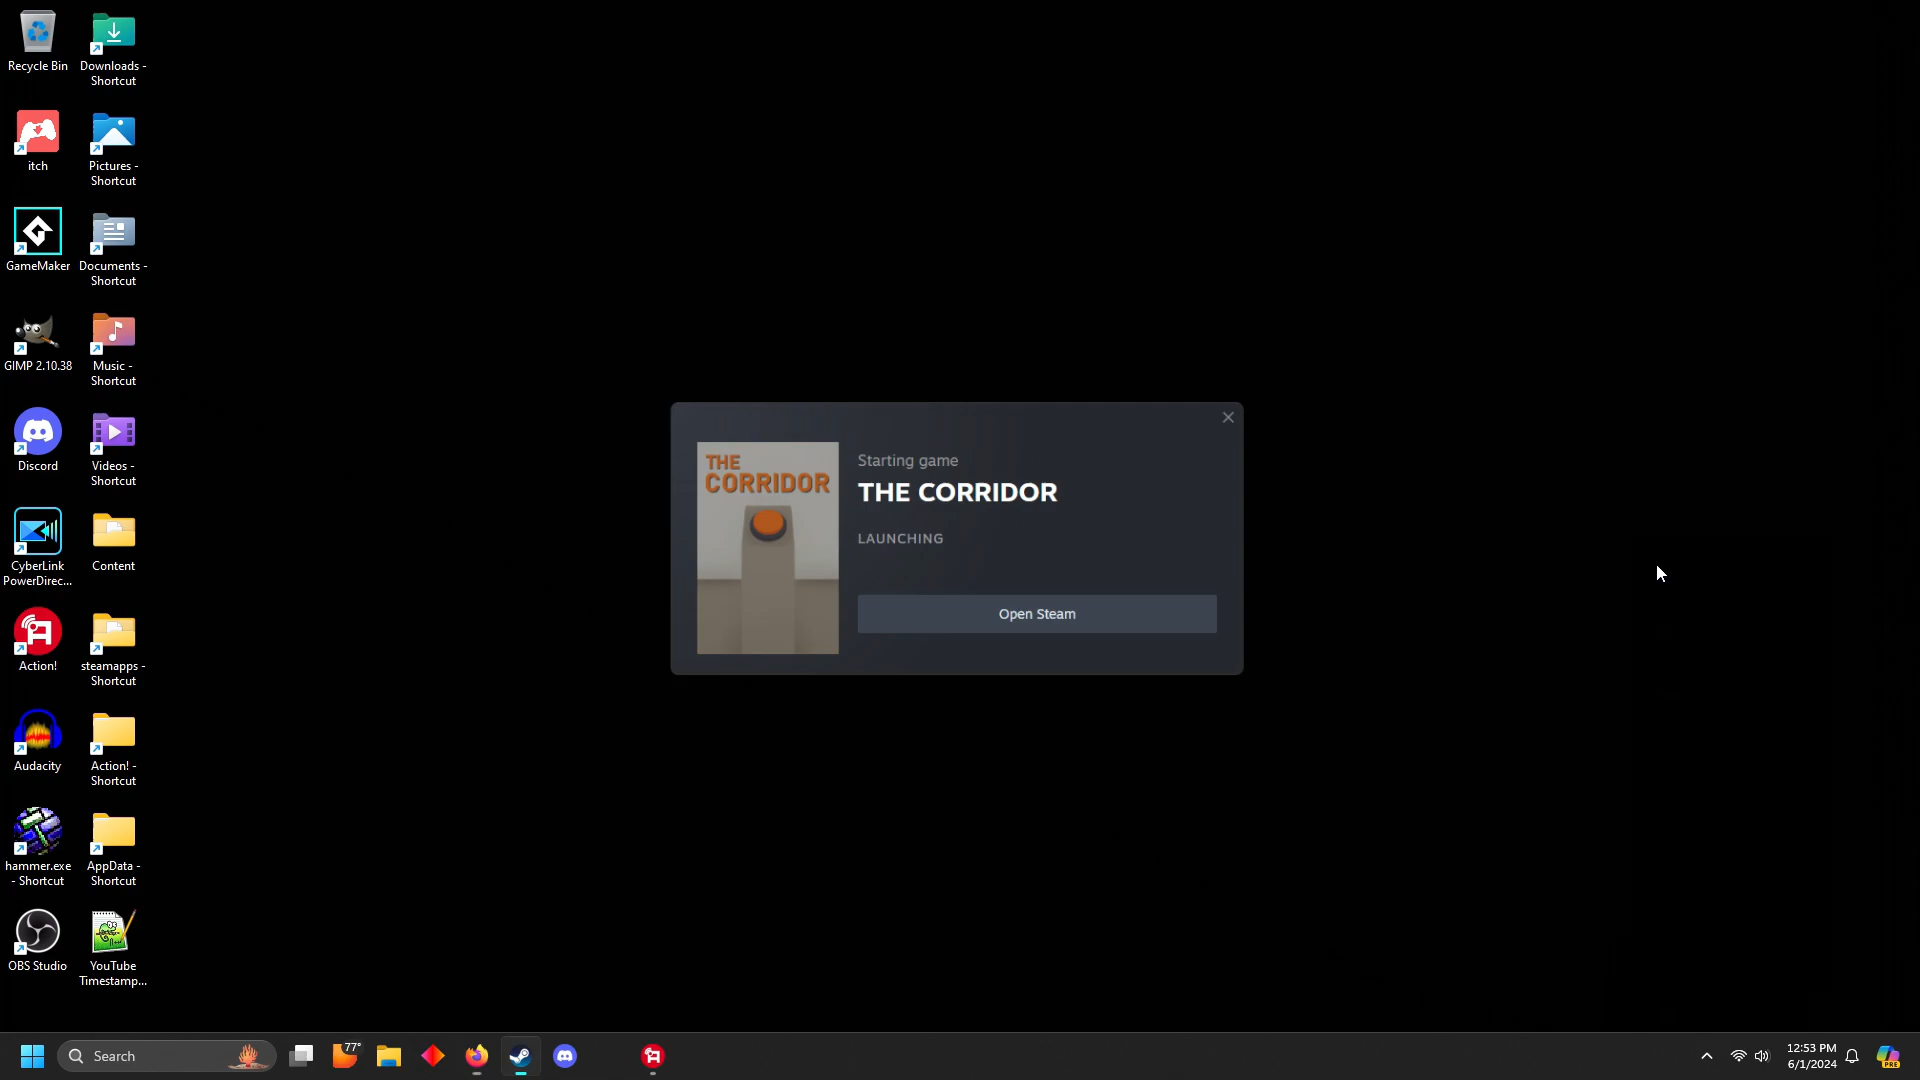 Recycle Bin
Downloads -
Shortcut
itch
Pictures -
Shortcut
GameMaker
Documents -
Shortcut
GIMP 2.10.38
Music -
Shortcut
Discord
Videos -
Shortcut
CyberLink
PowerDirec...
Content
Action!
steamapps -
Shortcut
Audacity
Action! -
Shortcut
hammer.exe
- Shortcut
AppData -
Shortcut
OBS Studio
YouTube
Timestamp...
THE
CORRIDOR
Starting game
THE CORRIDOR
LAUNCHING
Open Steam
Search
77°
12:53 PM
6/1/2024
PRE